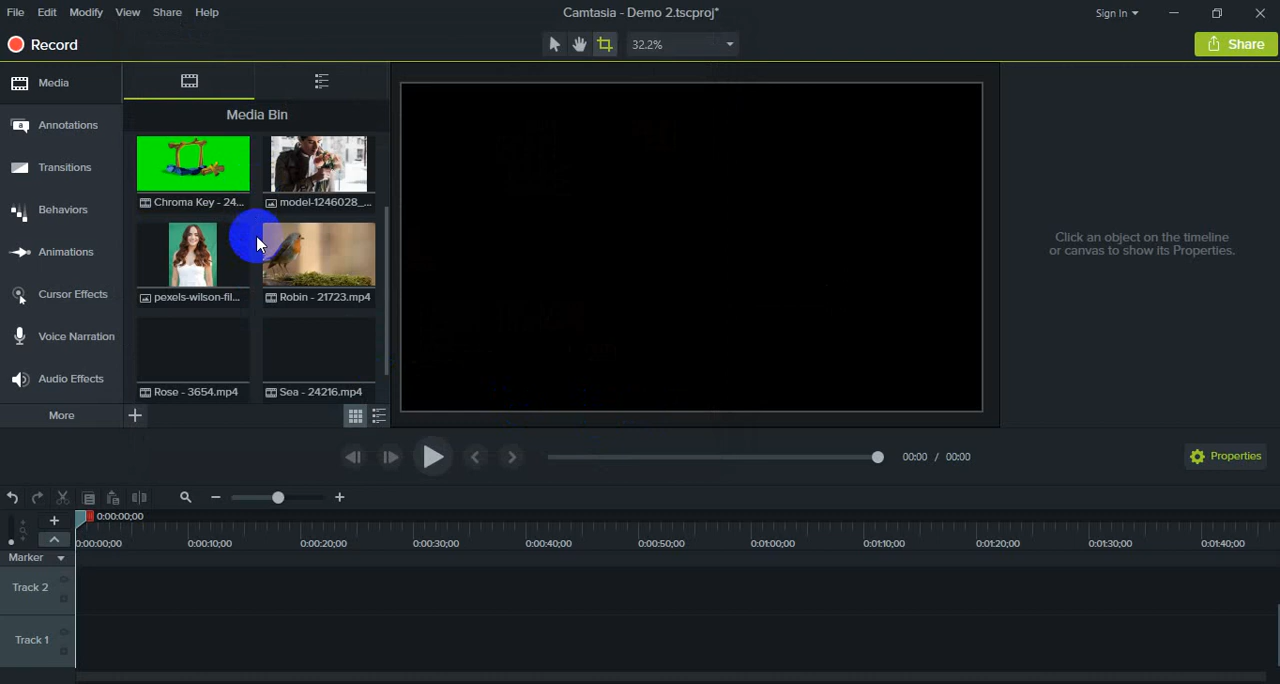 File Edit Modify View Share Help
Camtasia - Demo 2.tscproj*
Sign In
Record
32.2%
Share
Media
Annotations
Transitions
Behaviors
Animations
Cursor Effects
Voice Narration
Audio Effects
More
Media Bin
Chroma Key - 24...
model-1246028_...
pexels-wilson-fil...
Robin - 21723.mp4
Rose - 3654.mp4
Sea - 24216.mp4
Click an object on the timeline
or canvas to show its Properties.
00:00 / 00:00
Properties
0:00:00;00
0:00:00;00 0:00:10;00 0:00:20;00 0:00:30;00 0:00:40;00 0:00:50;00 0:01:00;00 0:01:10;00 0:01:20;00 0:01:30;00 0:01:40;00
Marker
Track 2
Track 1